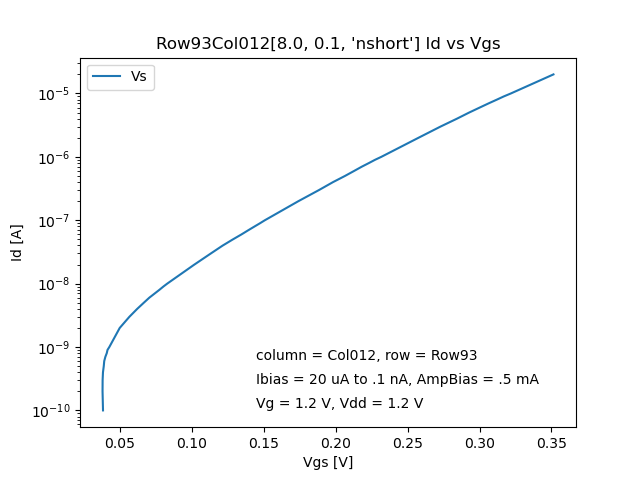 Row93Col012[8.0, 0.1, 'nshort'] Id vs Vgs
Vs
10⁻⁵
10⁻⁶
10⁻⁷
10⁻⁸
10⁻⁹
10⁻¹⁰
Id [A]
column = Col012, row = Row93
Ibias = 20 uA to .1 nA, AmpBias = .5 mA
Vg = 1.2 V, Vdd = 1.2 V
0.05 0.10 0.15 0.20 0.25 0.30 0.35
Vgs [V]